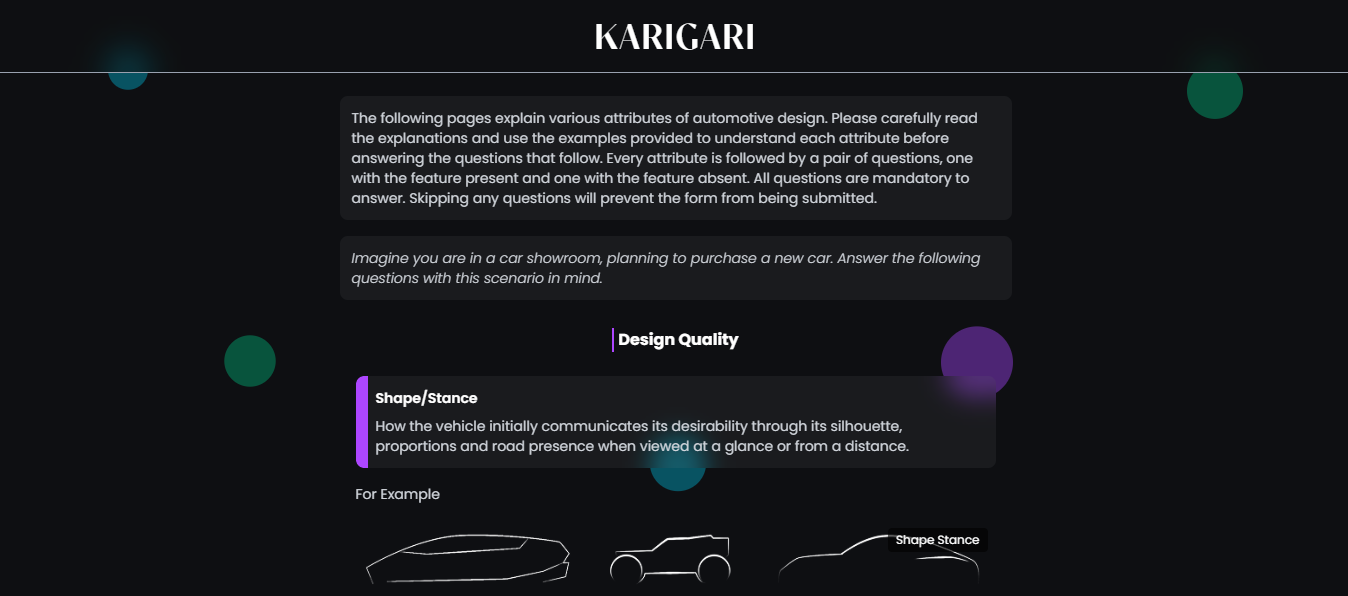 KARIGARI
The following pages explain various attributes of automotive design. Please carefully read
the explanations and use the examples provided to understand each attribute before
answering the questions that follow. Every attribute is followed by a pair of questions, one
with the feature present and one with the feature absent. All questions are mandatory to
answer. Skipping any questions will prevent the form from being submitted.
Imagine you are in a car showroom, planning to purchase a new car. Answer the following
questions with this scenario in mind.
Design Quality
Shape/Stance
How the vehicle initially communicates its desirability through its silhouette,
proportions and road presence when viewed at a glance or from a distance.
For Example
Shape Stance